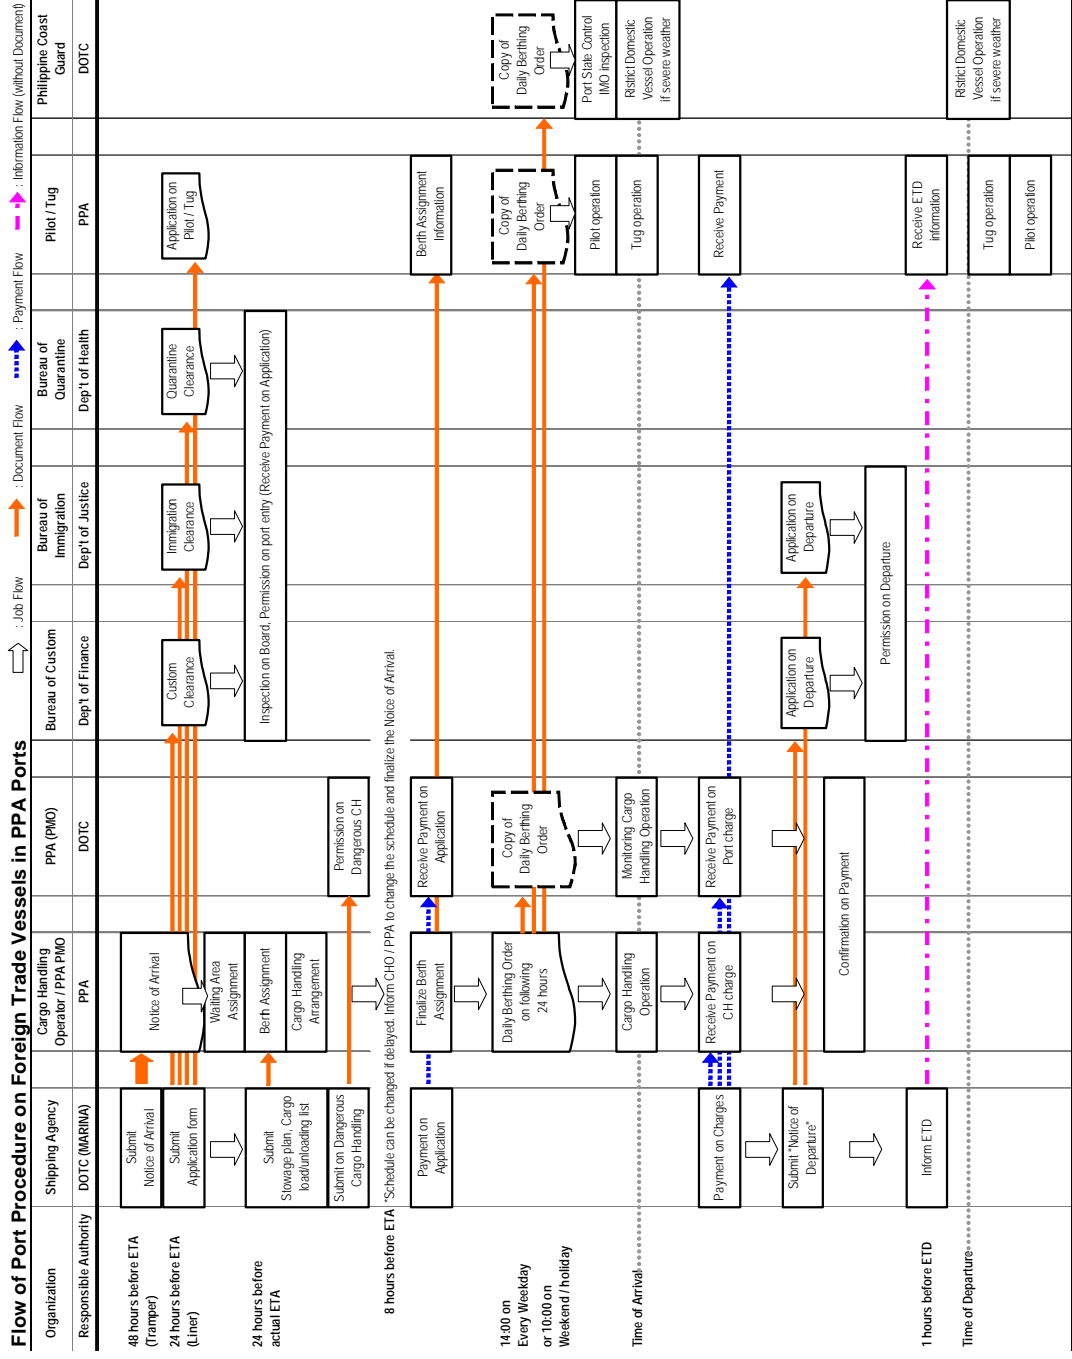 Flow of Port Procedure on Foreign Trade Vessels in PPA Ports
: Job Flow
: Document Flow
: Payment Flow
: Information Flow (without Document)
Organization
Shipping Agency
Cargo Handling
Operator / PPA PMO
PPA (PMO)
Bureau of Custom
Bureau of
Immigration
Bureau of
Quarantine
Pilot / Tug
Philippine Coast
Guard
Responsible Authority
DOTC (MARINA)
PPA
DOTC
Dep't of Finance
Dep't of Justice
Dep't of Health
PPA
DOTC
48 hours before ETA
(Tramper)
24 hours before ETA
(Liner)
Submit
Notice of Arrival
Submit
Application form
Notice of Arrival
Custom
Clearance
Immigration
Clearance
Quarantine
Clearance
Application on
Pilot / Tug
Waiting Area
Assignment
24 hours before
actual ETA
Submit
Stowage plan, Cargo
load/unloading list
Berth Assignment
Cargo Handling
Arrangement
Inspection on Board, Permission on port entry (Receive Payment on Application)
Submit on Dangerous
Cargo Handling
Permission on
Dangerous CH
8 hours before ETA
*Schedule can be changed if delayed. Inform CHO / PPA to change the schedule and finalize the Noice of Arrival.
Payment on
Application
Finalize Berth
Assignment
Receive Payment on
Application
Berth Assignment
Information
14:00 on
Every Weekday
or 10:00 on
Weekend / holiday
Daily Berthing Order
on following
24 hours
Copy of
Daily Berthing
Order
Copy of
Daily Berthing
Order
Copy of
Daily Berthing
Order
Pilot operation
Port State Control
IMO inspection
Time of Arrival
Cargo Handling
Operation
Monitoring Cargo
Handling Operation
Tug operation
Ristrict Domestic
Vessel Operation
if severe weather
Payment on Charges
Receive Payment on
CH charge
Receive Payment on
Port charge
Receive Payment
Submit "Notice of
Departure"
Application on
Departure
Application on
Departure
Confirmation on Payment
Permission on Departure
1 hours before ETD
Inform ETD
Receive ETD
information
Time of Departure
Tug operation
Ristrict Domestic
Vessel Operation
if severe weather
Pilot operation